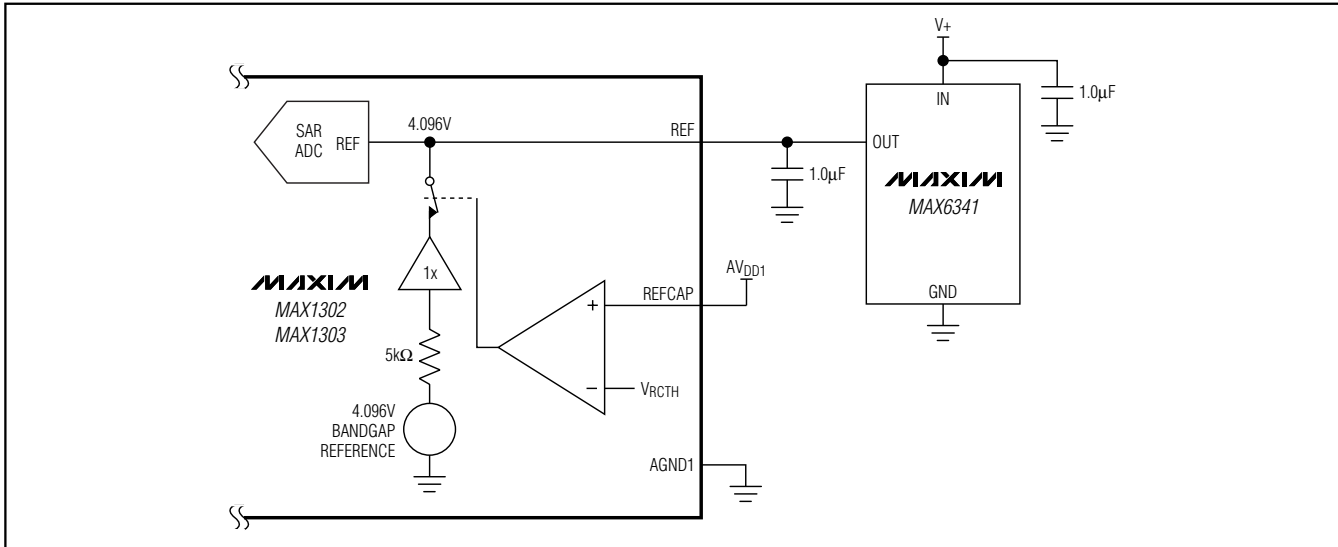 V+
IN
1.0µF
SAR
ADC
REF
4.096V
REF
OUT
1.0µF
MAXIM
MAX6341
GND
AVDD1
REFCAP
1x
+
MAXIM
MAX1302
MAX1303
5kΩ
−
VRCTH
4.096V
BANDGAP
REFERENCE
AGND1